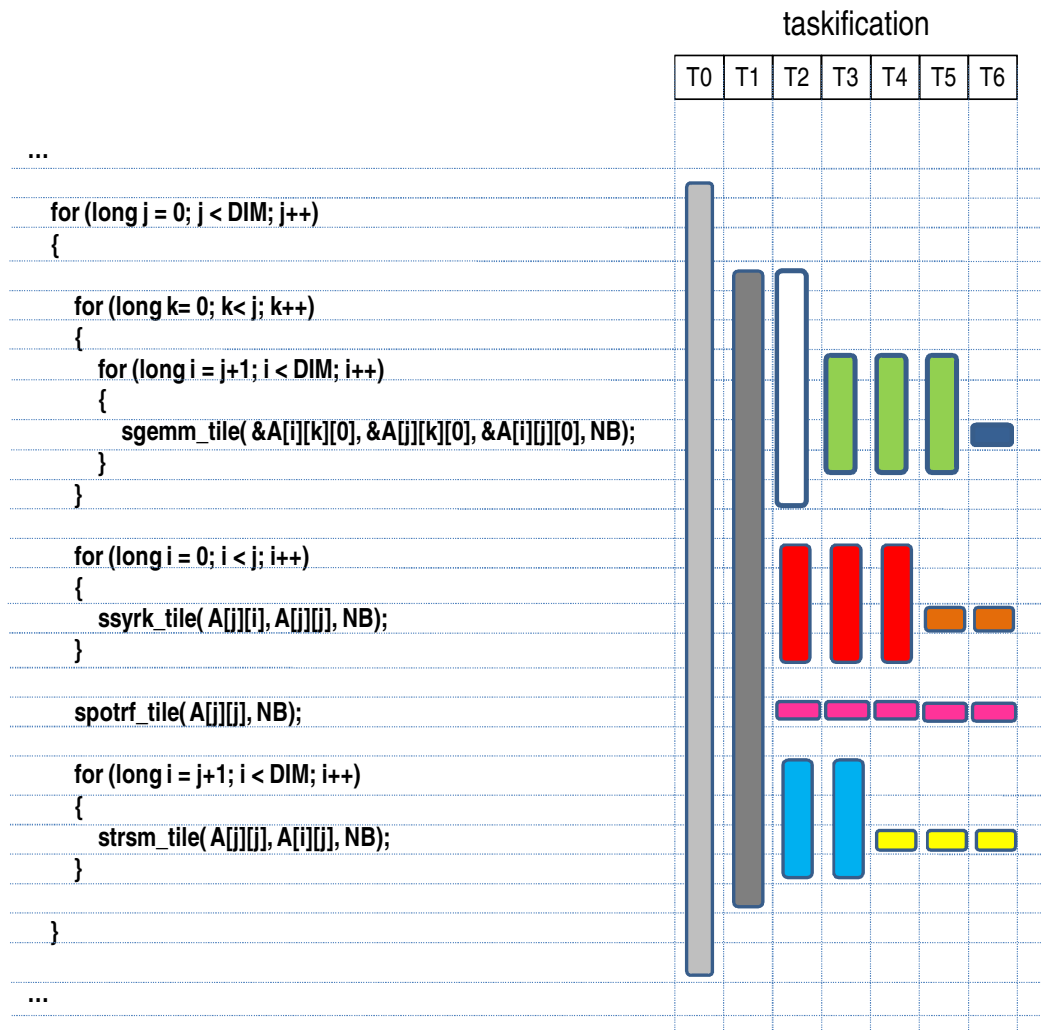 taskification
T0 T1 T2 T3 T4 T5 T6
...
for (long j = 0; j < DIM; j++)
{
for (long k= 0; k< j; k++)
{
for (long i = j+1; i < DIM; i++)
{
sgemm_tile( &A[i][k][0], &A[j][k][0], &A[i][j][0], NB);
}
}
for (long i = 0; i < j; i++)
{
ssyrk_tile( A[j][i], A[j][j], NB);
}
spotrf_tile( A[j][j], NB);
for (long i = j+1; i < DIM; i++)
{
strsm_tile( A[j][j], A[i][j], NB);
}
}
...